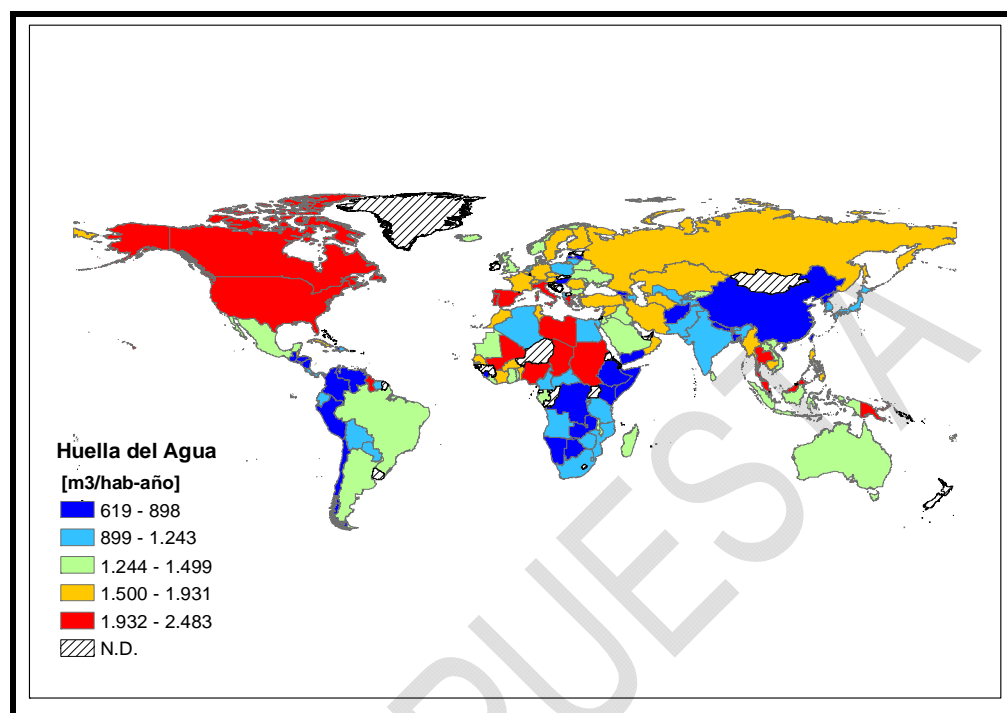 Huella del Agua
[m3/hab-año]
619 - 898
899 - 1.243
1.244 - 1.499
1.500 - 1.931
1.932 - 2.483
N.D.
PUESTA